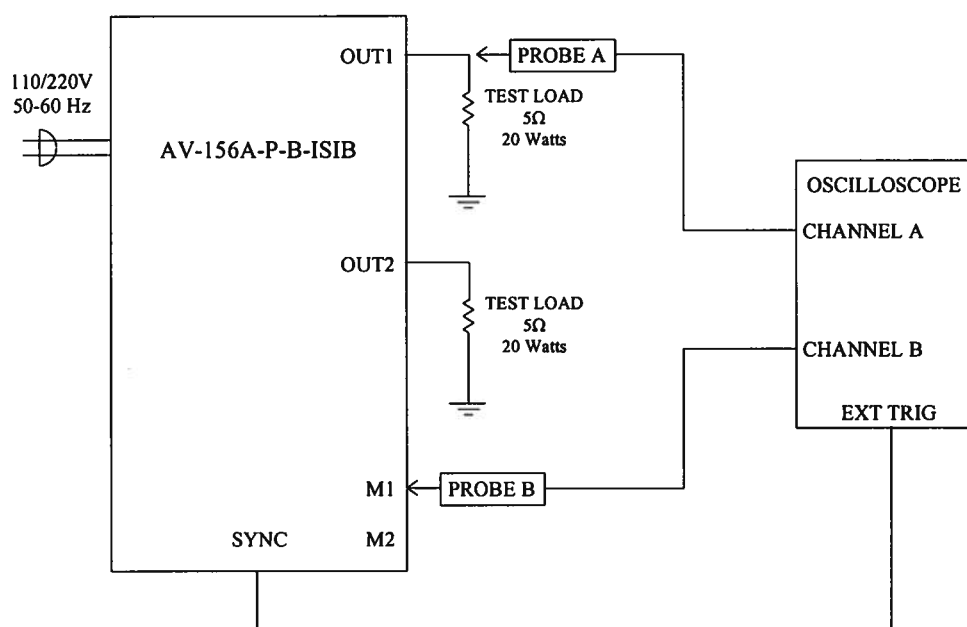 OUT1
PROBE A
110/220V
50-60 Hz
TEST LOAD
5Ω
20 Watts
AV-156A-P-B-ISIB
OSCILLOSCOPE
CHANNEL A
OUT2
TEST LOAD
5Ω
20 Watts
CHANNEL B
EXT TRIG
M1
PROBE B
SYNC
M2